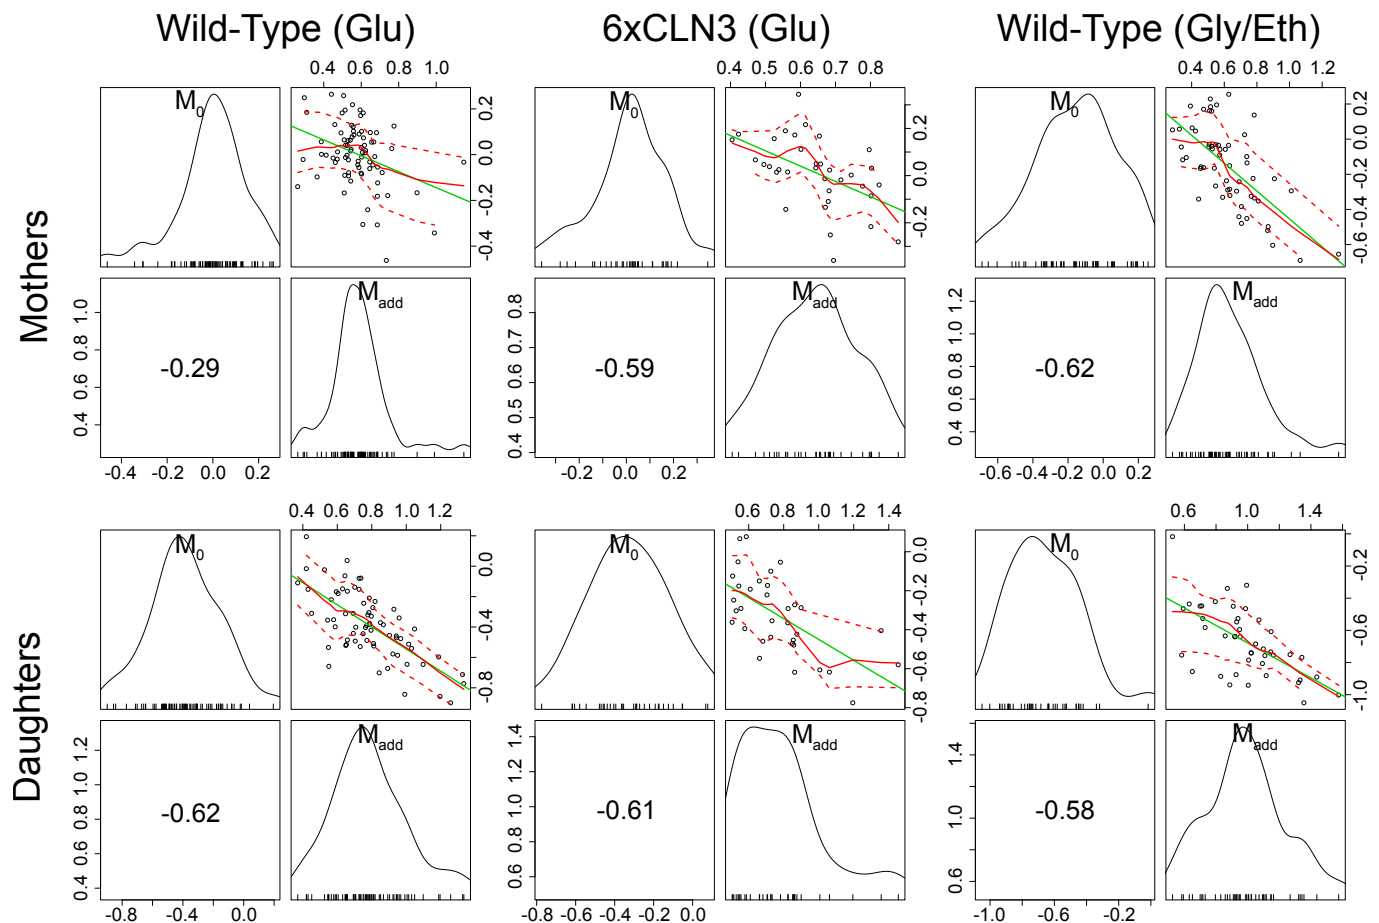 Wild-Type (Glu) 6xCLN3 (Glu) Wild-Type (Gly/Eth)
0.4 0.6 0.8 1.0 0.4 0.5 0.6 0.7 0.8 0.4 0.6 0.8 1.0 1.2
Mothers
M0 M0 M0
0.2 0.0 -0.2 -0.4
0.2 0.0 -0.2
0.2 0.0 -0.2 -0.4 -0.6
Madd Madd Madd
1.0 0.8 0.6 0.4
0.8 0.7 0.6 0.5 0.4
1.2 1.0 0.8 0.6 0.4
-0.29 -0.59 -0.62
-0.4 -0.2 0.0 0.2 -0.2 0.0 0.2 -0.6 -0.4 -0.2 0.0
0.4 0.6 0.8 1.0 1.2 0.6 0.8 1.0 1.2 1.4 0.6 0.8 1.0 1.4
Daughters
M0 M0 M0
0.0 -0.4 -0.8
0.0 -0.2 -0.4 -0.6 -0.8
-0.2 -0.6 -1.0
Madd Madd Madd
1.2 1.0 0.8 0.6 0.4
1.4 1.2 1.0 0.8 0.6
1.4 1.0 0.6
-0.62 -0.61 -0.58
-0.8 -0.4 0.0 -0.8 -0.6 -0.4 -0.2 0.0 -1.0 -0.6 -0.2